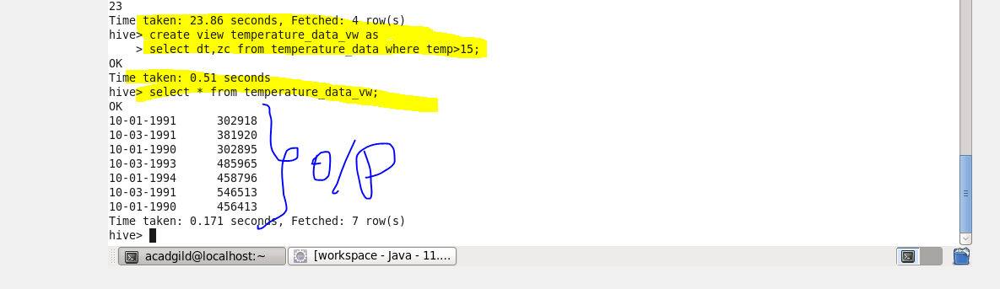 23
Time taken: 23.86 seconds, Fetched: 4 row(s)
hive> create view temperature_data_vw as
    > select dt,zc from temperature_data where temp>15;
OK
Time taken: 0.51 seconds
hive> select * from temperature_data_vw;
OK
10-01-1991      302918
10-03-1991      381920
10-01-1990      302895
10-03-1993      485965
10-01-1994      458796
10-03-1991      546513
10-01-1990      456413
O/P
Time taken: 0.171 seconds, Fetched: 7 row(s)
hive>
acadgild@localhost:~ [workspace - Java - 11....